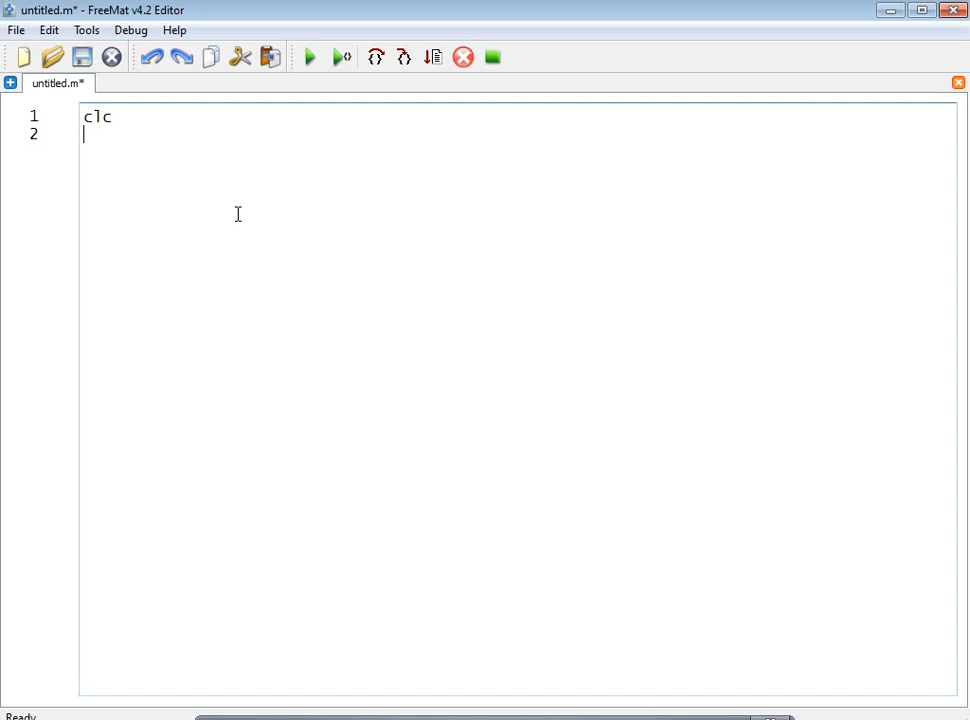 untitled.m* - FreeMat v4.2 Editor
File Edit Tools Debug Help
untitled.m*
1 clc
2
Ready